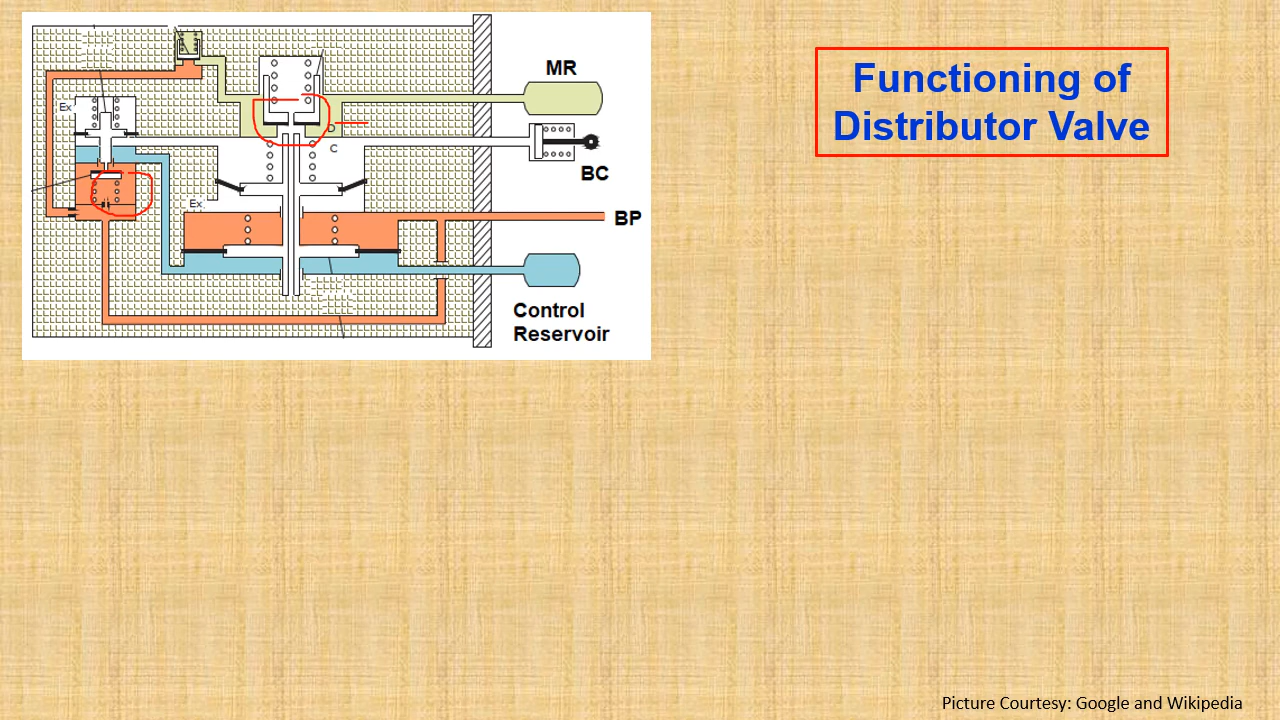 Functioning of
Distributor Valve
MR
Ex
D
C
BC
Ex
BP
Control
Reservoir
Picture Courtesy: Google and Wikipedia